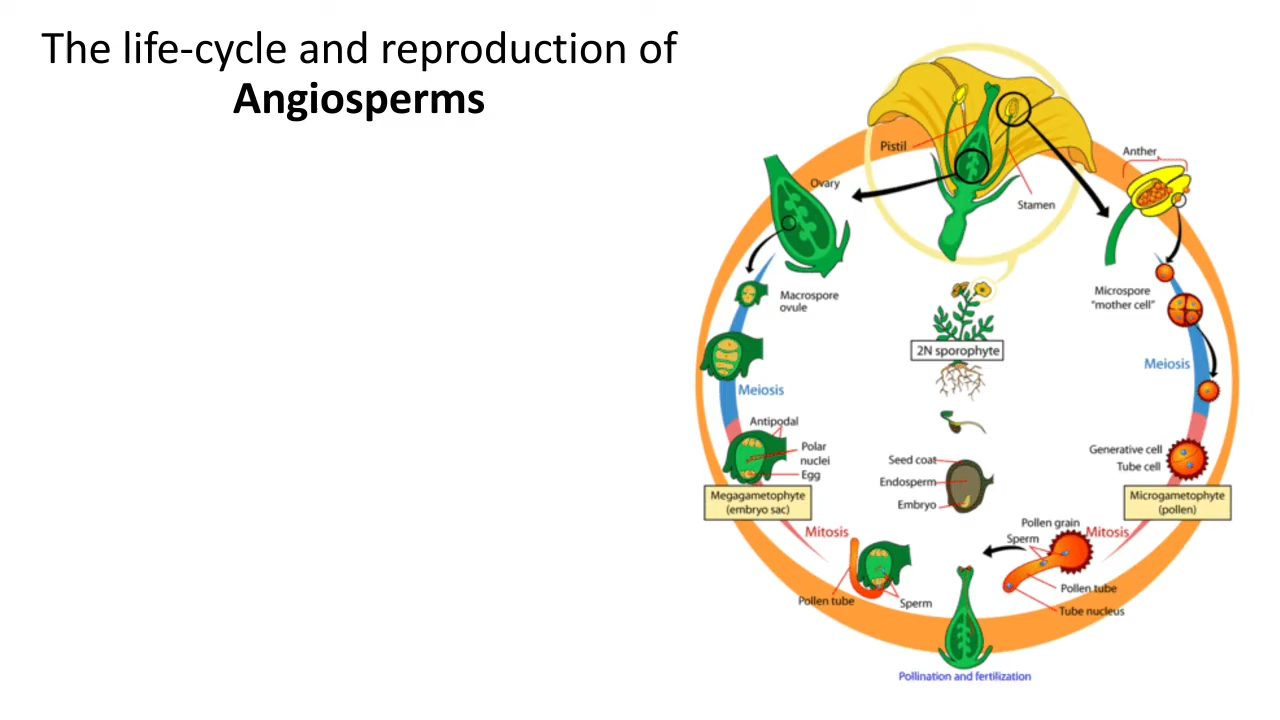 The life-cycle and reproduction of
Angiosperms
Pistil
Anther
Ovary
Stamen
Macrospore
ovule
Microspore
"mother cell"
2N sporophyte
Meiosis
Meiosis
Antipodal
Polar
nuclei
Egg
Seed coat
Endosperm
Embryo
Generative cell
Tube cell
Megagametophyte
(embryo sac)
Microgametophyte
(pollen)
Mitosis
Pollen grain
Sperm
Mitosis
Pollen tube
Sperm
Pollen tube
Tube nucleus
Pollination and fertilization